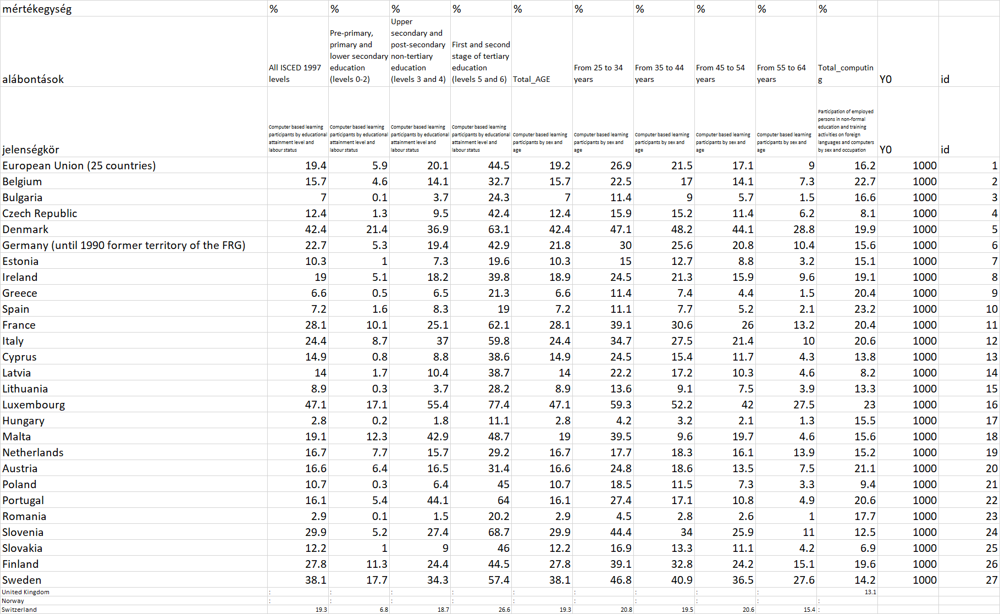 mértékegység % % % % % % % % % %
alábontások All ISCED 1997 levels Pre-primary, primary and lower secondary education (levels 0-2) Upper secondary and post-secondary non-tertiary education (levels 3 and 4) First and second stage of tertiary education (levels 5 and 6) Total_AGE From 25 to 34 years From 35 to 44 years From 45 to 54 years From 55 to 64 years Total_computing Y0 id
jelenségkör Computer based learning participants by educational attainment level and labour status Computer based learning participants by educational attainment level and labour status Computer based learning participants by educational attainment level and labour status Computer based learning participants by educational attainment level and labour status Computer based learning participants by sex and age Computer based learning participants by sex and age Computer based learning participants by sex and age Computer based learning participants by sex and age Computer based learning participants by sex and age Participation of employed persons in non-formal education and training activities on foreign languages and computers by sex and occupation Y0 id
European Union (25 countries) 19.4 5.9 20.1 44.5 19.2 26.9 21.5 17.1 9 16.2 1000 1
Belgium 15.7 4.6 14.1 32.7 15.7 22.5 17 14.1 7.3 22.7 1000 2
Bulgaria 7 0.1 3.7 24.3 7 11.4 9 5.7 1.5 16.6 1000 3
Czech Republic 12.4 1.3 9.5 42.4 12.4 15.9 15.2 11.4 6.2 8.1 1000 4
Denmark 42.4 21.4 36.9 63.1 42.4 47.1 48.2 44.1 28.8 19.9 1000 5
Germany (until 1990 former territory of the FRG) 22.7 5.3 19.4 42.9 21.8 30 25.6 20.8 10.4 15.6 1000 6
Estonia 10.3 1 7.3 19.6 10.3 15 12.7 8.8 3.2 15.1 1000 7
Ireland 19 5.1 18.2 39.8 18.9 24.5 21.3 15.9 9.6 19.1 1000 8
Greece 6.6 0.5 6.5 21.3 6.6 11.4 7.4 4.4 1.5 20.4 1000 9
Spain 7.2 1.6 8.3 19 7.2 11.1 7.7 5.2 2.1 23.2 1000 10
France 28.1 10.1 25.1 62.1 28.1 39.1 30.6 26 13.2 20.4 1000 11
Italy 24.4 8.7 37 59.8 24.4 34.7 27.5 21.4 10 20.6 1000 12
Cyprus 14.9 0.8 8.8 38.6 14.9 24.5 15.4 11.7 4.3 13.8 1000 13
Latvia 14 1.7 10.4 38.7 14 22.2 17.2 10.3 4.6 8.2 1000 14
Lithuania 8.9 0.3 3.7 28.2 8.9 13.6 9.1 7.5 3.9 13.3 1000 15
Luxembourg 47.1 17.1 55.4 77.4 47.1 59.3 52.2 42 27.5 23 1000 16
Hungary 2.8 0.2 1.8 11.1 2.8 4.2 3.2 2.1 1.3 15.5 1000 17
Malta 19.1 12.3 42.9 48.7 19 39.5 9.6 19.7 4.6 15.6 1000 18
Netherlands 16.7 7.7 15.7 29.2 16.7 17.7 18.3 16.1 13.9 15.2 1000 19
Austria 16.6 6.4 16.5 31.4 16.6 24.8 18.6 13.5 7.5 21.1 1000 20
Poland 10.7 0.3 6.4 45 10.7 18.5 11.5 7.3 3.3 9.4 1000 21
Portugal 16.1 5.4 44.1 64 16.1 27.4 17.1 10.8 4.9 20.6 1000 22
Romania 2.9 0.1 1.5 20.2 2.9 4.5 2.8 2.6 1 17.7 1000 23
Slovenia 29.9 5.2 27.4 68.7 29.9 44.4 34 25.9 11 12.5 1000 24
Slovakia 12.2 1 9 46 12.2 16.9 13.3 11.1 4.2 6.9 1000 25
Finland 27.8 11.3 24.4 44.5 27.8 39.1 32.8 24.2 15.1 19.6 1000 26
Sweden 38.1 17.7 34.3 57.4 38.1 46.8 40.9 36.5 27.6 14.2 1000 27
United Kingdom : : : : : : : : : 13.1
Norway : : : : : : : : : :
Switzerland 19.3 6.8 18.7 26.6 19.3 20.8 19.5 20.6 15.4 :